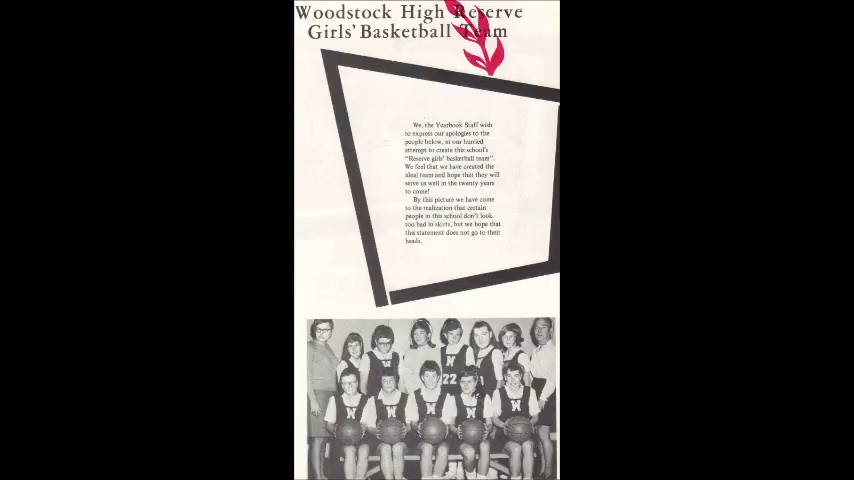 Woodstock High Reserve
Girls' Basketball Team
We, the Yearbook Staff wish
to express our apologies to the
people below, in our hurried
attempt to create this school's
"Reserve girls' basketball team".
We feel that we have created the
ideal team and hope that they will
serve us well in the twenty years
to come!
By this picture we have come
to the realization that certain
people in this school don't look
too bad in skirts, but we hope that
this statement does not go to their
heads.
W
W
22
W
W
W
W
W
W